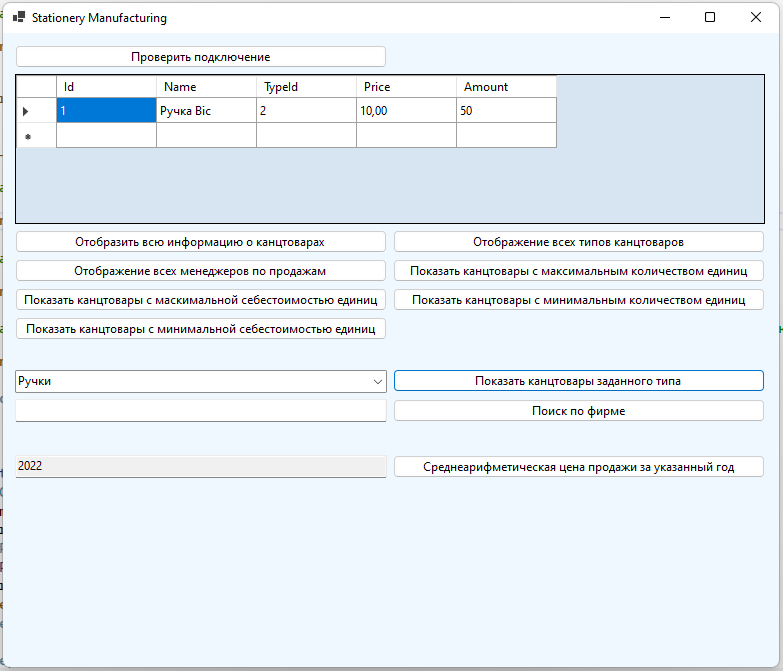 Stationery Manufacturing
Проверить подключение
Id Name TypeId Price Amount
1 Ручка Bic 2 10,00 50
Отобразить всю информацию о канцтоварах Отображение всех типов канцтоваров
Отображение всех менеджеров по продажам Показать канцтовары с максимальным количеством единиц
Показать канцтовары с маскимальной себестоимостью единиц Показать канцтовары с минимальным количеством единиц
Показать канцтовары с минимальной себестоимостью единиц
Ручки Показать канцтовары заданного типа
Поиск по фирме
2022 Среднеарифметическая цена продажи за указанный год